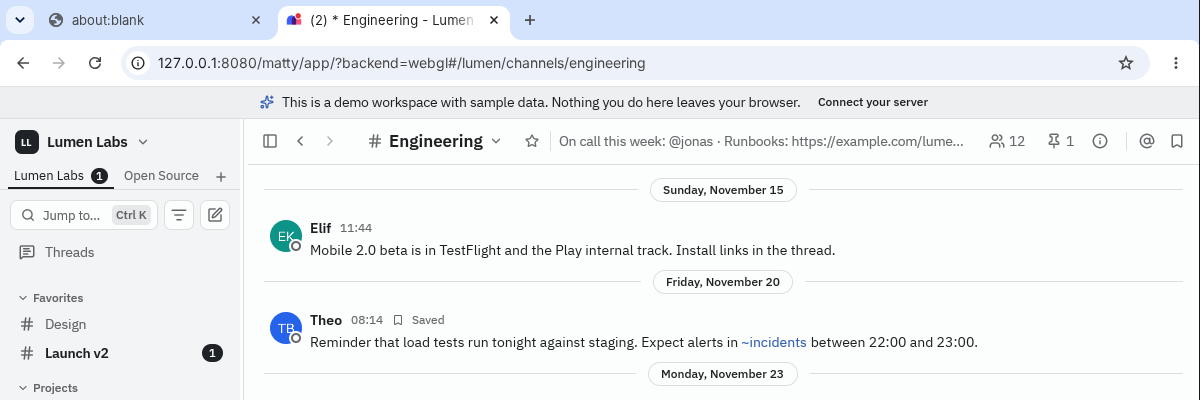 about:blank
(2) * Engineering - Lumen
127.0.0.1:8080/matty/app/?backend=webgl#/lumen/channels/engineering
This is a demo workspace with sample data. Nothing you do here leaves your browser. Connect your server
LL Lumen Labs
Engineering On call this week: @jonas · Runbooks: https://example.com/lume... 12 1
Lumen Labs 1 Open Source
Jump to... Ctrl K
Threads
Favorites
# Design
# Launch v2 1
Projects
Sunday, November 15
EK Elif 11:44
Mobile 2.0 beta is in TestFlight and the Play internal track. Install links in the thread.
Friday, November 20
TB Theo 08:14 Saved
Reminder that load tests run tonight against staging. Expect alerts in ~incidents between 22:00 and 23:00.
Monday, November 23